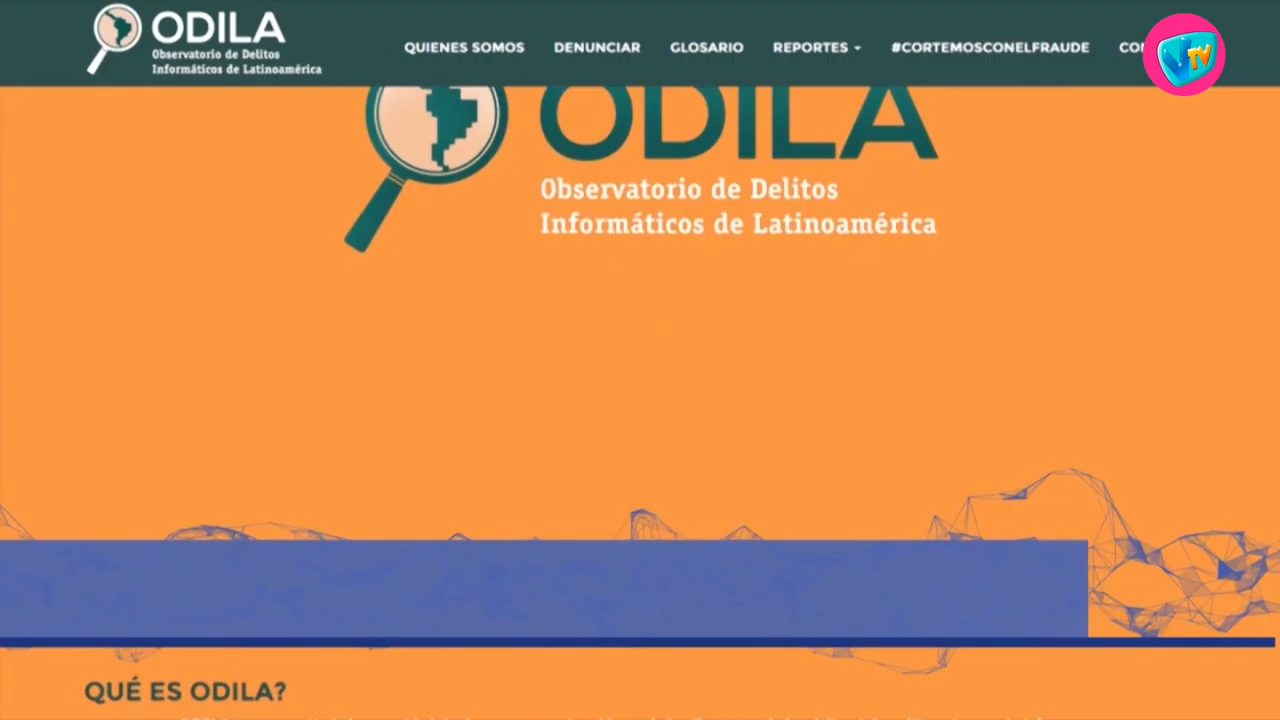 ODILA
Observatorio de Delitos
Informáticos de Latinoamérica
QUIENES SOMOS DENUNCIAR GLOSARIO REPORTES #CORTEMOSCONELFRAUDE
VTV
ODILA
Observatorio de Delitos
Informáticos de Latinoamérica
QUÉ ES ODILA?